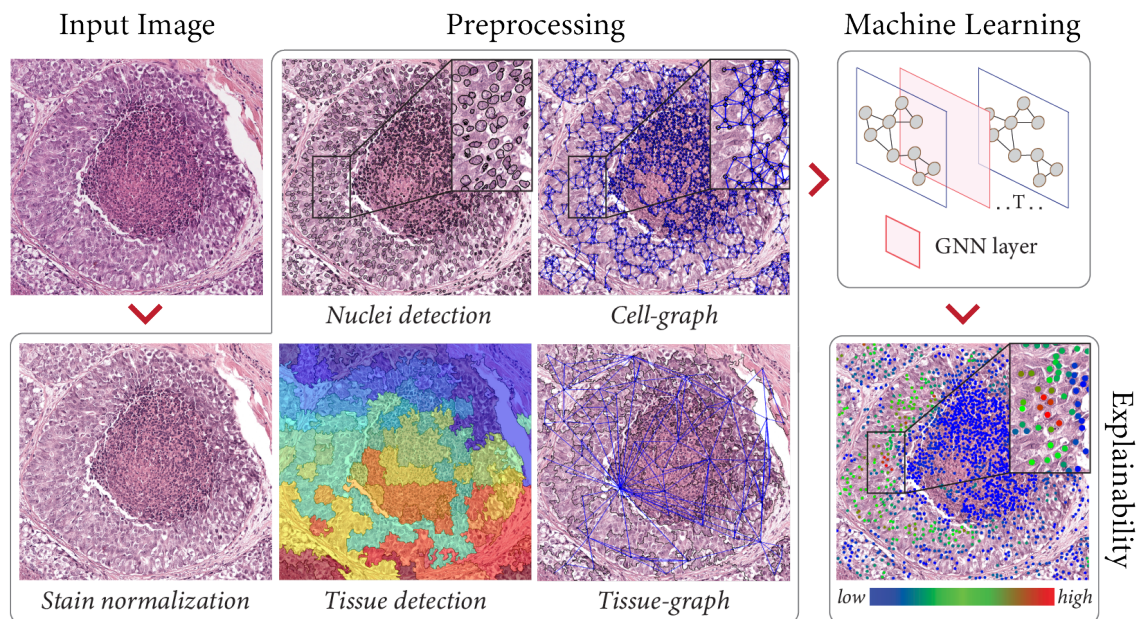 Input Image
Preprocessing
Machine Learning
Nuclei detection
Cell-graph
. . T . .
GNN layer
Stain normalization
Tissue detection
Tissue-graph
low
high
Explainability